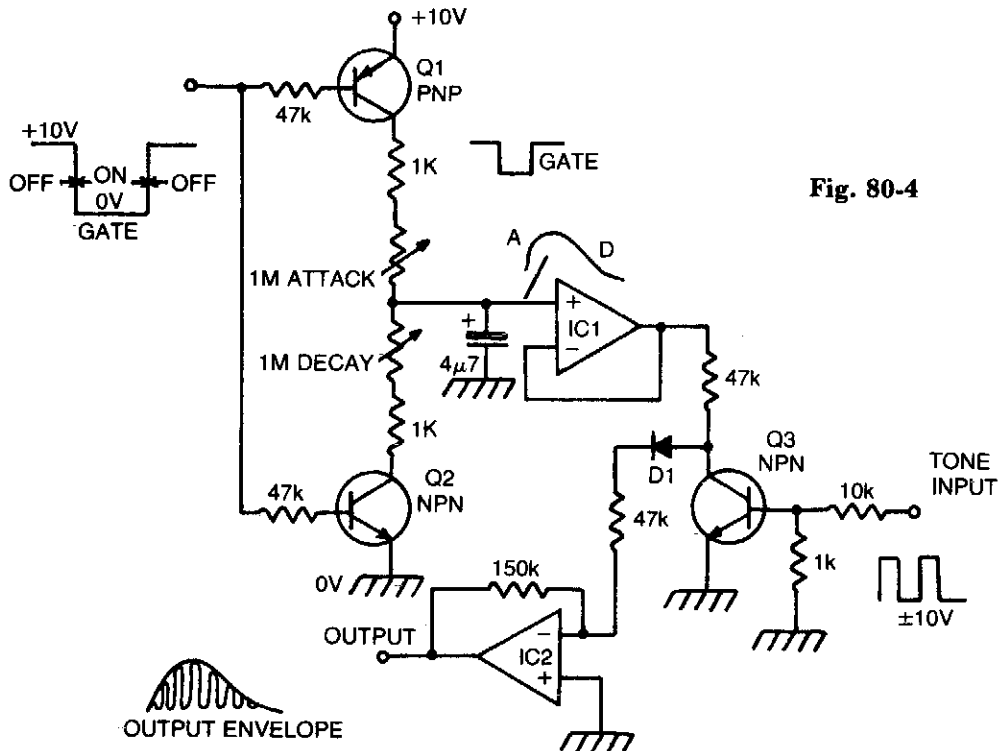 +10V
Q1
PNP
47k
+10V
OFF
ON
OFF
0V
GATE
1K
GATE
Fig. 80-4
1M ATTACK
A
D
+
IC1
−
1M DECAY
+
4μ7
47k
1K
D1
Q3
NPN
TONE
INPUT
47k
Q2
NPN
10k
47k
1k
0V
150k
±10V
OUTPUT
−
IC2
+
OUTPUT ENVELOPE